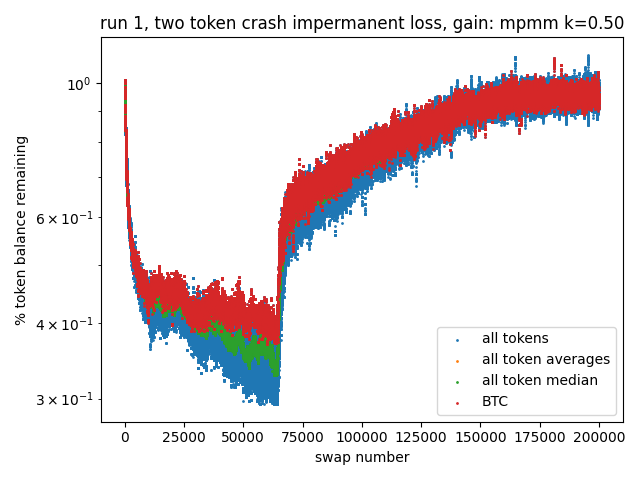 run 1, two token crash impermanent loss, gain: mpmm k=0.50
% token balance remaining
10⁰
6 × 10⁻¹
4 × 10⁻¹
3 × 10⁻¹
all tokens
all token averages
all token median
BTC
0 25000 50000 75000 100000 125000 150000 175000 200000
swap number